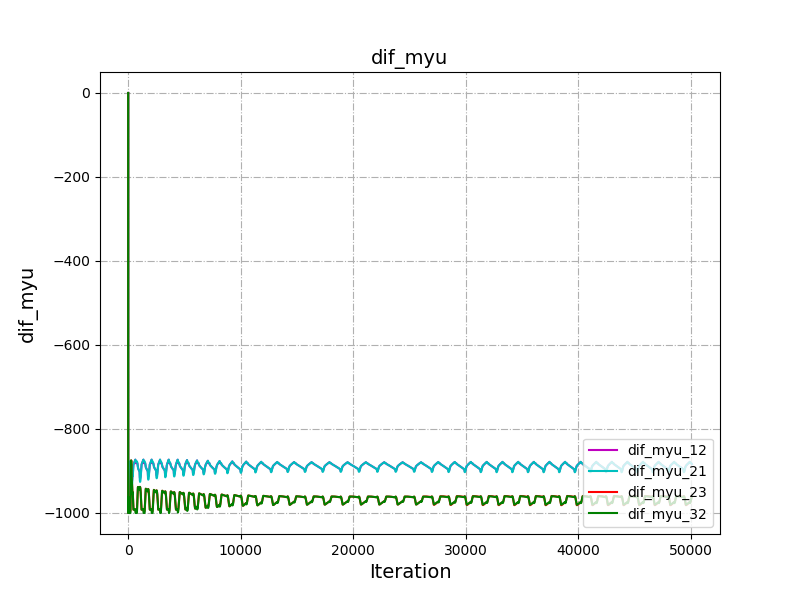 dif_myu
0
−200
−400
−600
−800
−1000
dif_myu
0
10000
20000
30000
40000
50000
Iteration
dif_myu_12
dif_myu_21
dif_myu_23
dif_myu_32